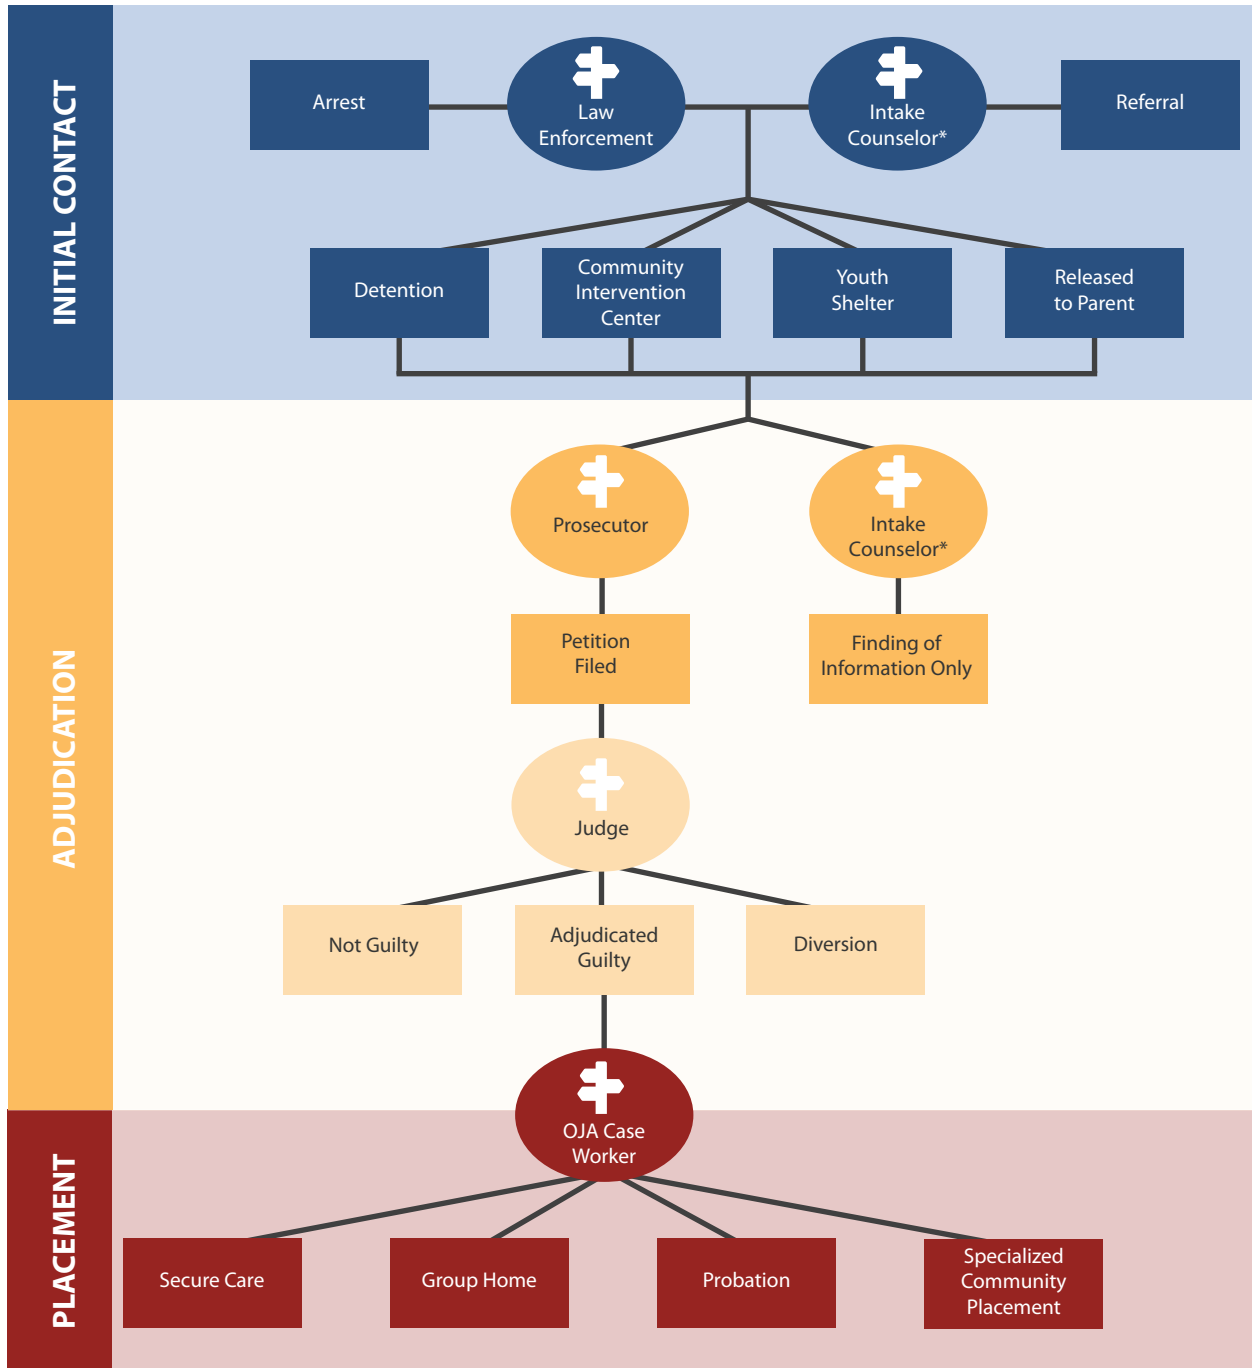 INITIAL CONTACT
Arrest
Law
Enforcement
Intake
Counselor*
Referral
Detention
Community
Intervention
Center
Youth
Shelter
Released
to Parent
ADJUDICATION
Prosecutor
Intake
Counselor*
Petition
Filed
Finding of
Information Only
Judge
Not Guilty
Adjudicated
Guilty
Diversion
PLACEMENT
OJA Case
Worker
Secure Care
Group Home
Probation
Specialized
Community
Placement